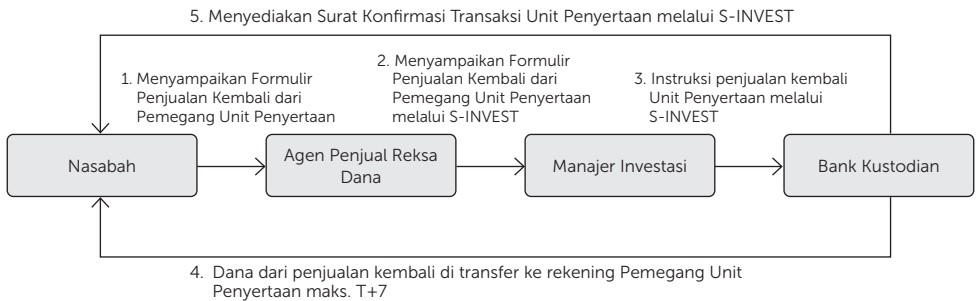 5. Menyediakan Surat Konfirmasi Transaksi Unit Penyertaan melalui S-INVEST
1. Menyampaikan Formulir
Penjualan Kembali dari
Pemegang Unit Penyertaan
2. Menyampaikan Formulir
Penjualan Kembali dari
Pemegang Unit Penyertaan
melalui S-INVEST
3. Instruksi penjualan kembali
Unit Penyertaan melalui
S-INVEST
Nasabah
Agen Penjual Reksa
Dana
Manajer Investasi
Bank Kustodian
4. Dana dari penjualan kembali di transfer ke rekening Pemegang Unit
Penyertaan maks. T+7